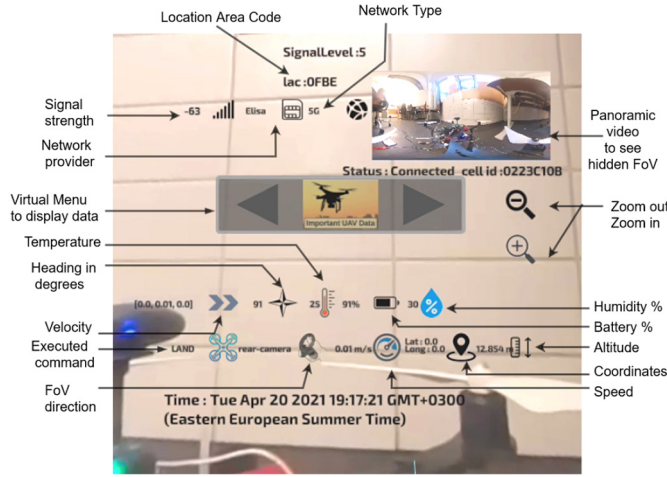 Location Area Code
Network Type
SignalLevel :5
lac :0FBE
Signal
strength
-63
Elisa
5G
Network
provider
Panoramic
video
to see
hidden FoV
Status : Connected cell id :0223C10B
Virtual Menu
to display data
Important UAV Data
Zoom out
Zoom in
Temperature
Heading in
degrees
[0.0, 0.01, 0.0]
91
25
91%
30
Humidity %
Velocity
Battery %
Executed
command
LAND
rear-camera
0.01 m/s
Lat : 0.0
Long : 0.0
12.854 m
Altitude
Coordinates
FoV
direction
Speed
Time : Tue Apr 20 2021 19:17:21 GMT+0300
(Eastern European Summer Time)